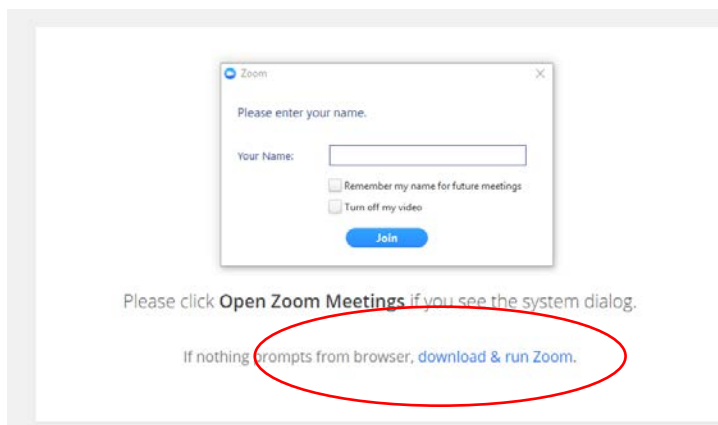 Zoom
Please enter your name.
Your Name:
Remember my name for future meetings
Turn off my video
Join
Please click Open Zoom Meetings if you see the system dialog.
If nothing prompts from browser, download & run Zoom.